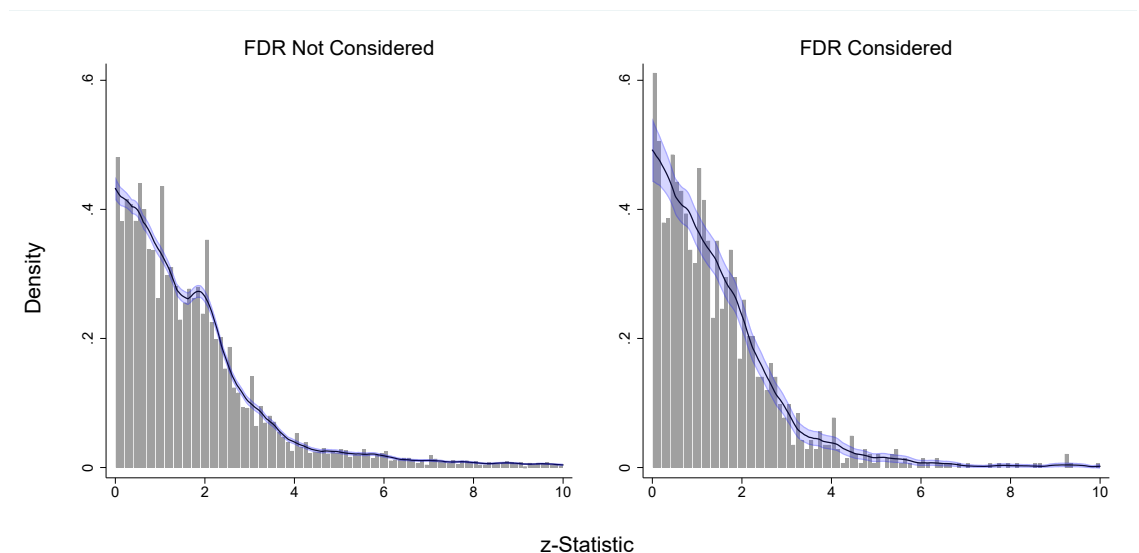 FDR Not Considered
FDR Considered
Density
.6
.4
.2
0
0 2 4 6 8 10
.6
.4
.2
0
0 2 4 6 8 10
z-Statistic